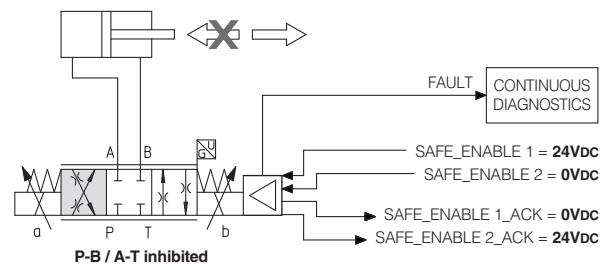 FAULT
CONTINUOUS
DIAGNOSTICS
A B
U
G
SAFE_ENABLE 1 = 24VDC
SAFE_ENABLE 2 = 0VDC
SAFE_ENABLE 1_ACK = 0VDC
SAFE_ENABLE 2_ACK = 24VDC
a P T b
P-B / A-T inhibited